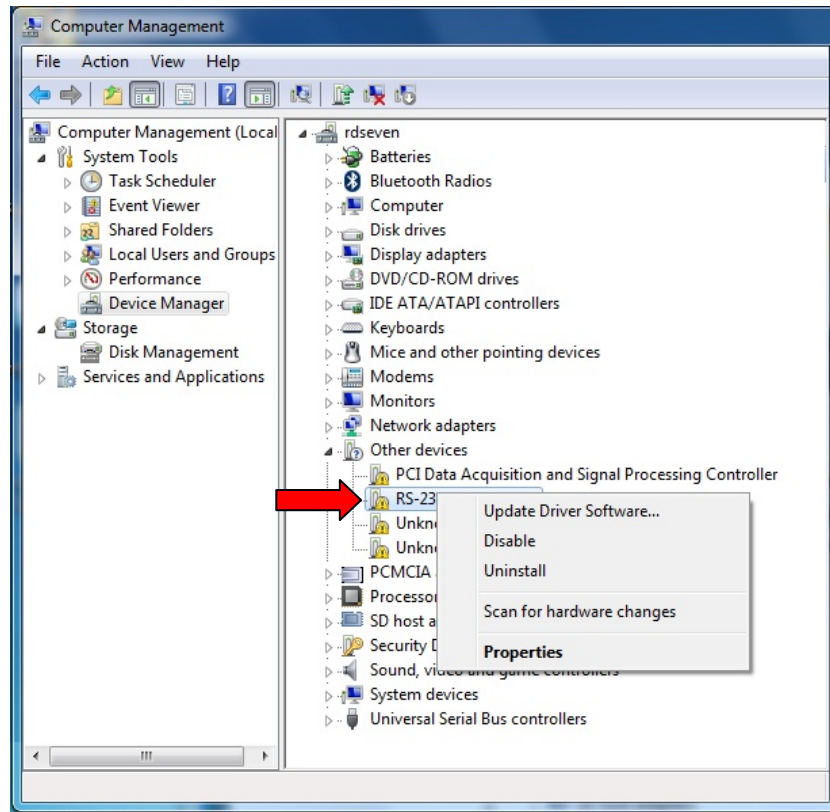 Computer Management
File Action View Help
Computer Management (Local
System Tools
Task Scheduler
Event Viewer
Shared Folders
Local Users and Groups
Performance
Device Manager
Storage
Disk Management
Services and Applications
rdseven
Batteries
Bluetooth Radios
Computer
Disk drives
Display adapters
DVD/CD-ROM drives
IDE ATA/ATAPI controllers
Keyboards
Mice and other pointing devices
Modems
Monitors
Network adapters
Other devices
PCI Data Acquisition and Signal Processing Controller
RS-23
Unkn
Unkn
PCMCIA
Processor
SD host a
Security D
Sound, video and game controllers
System devices
Universal Serial Bus controllers
Update Driver Software...
Disable
Uninstall
Scan for hardware changes
Properties